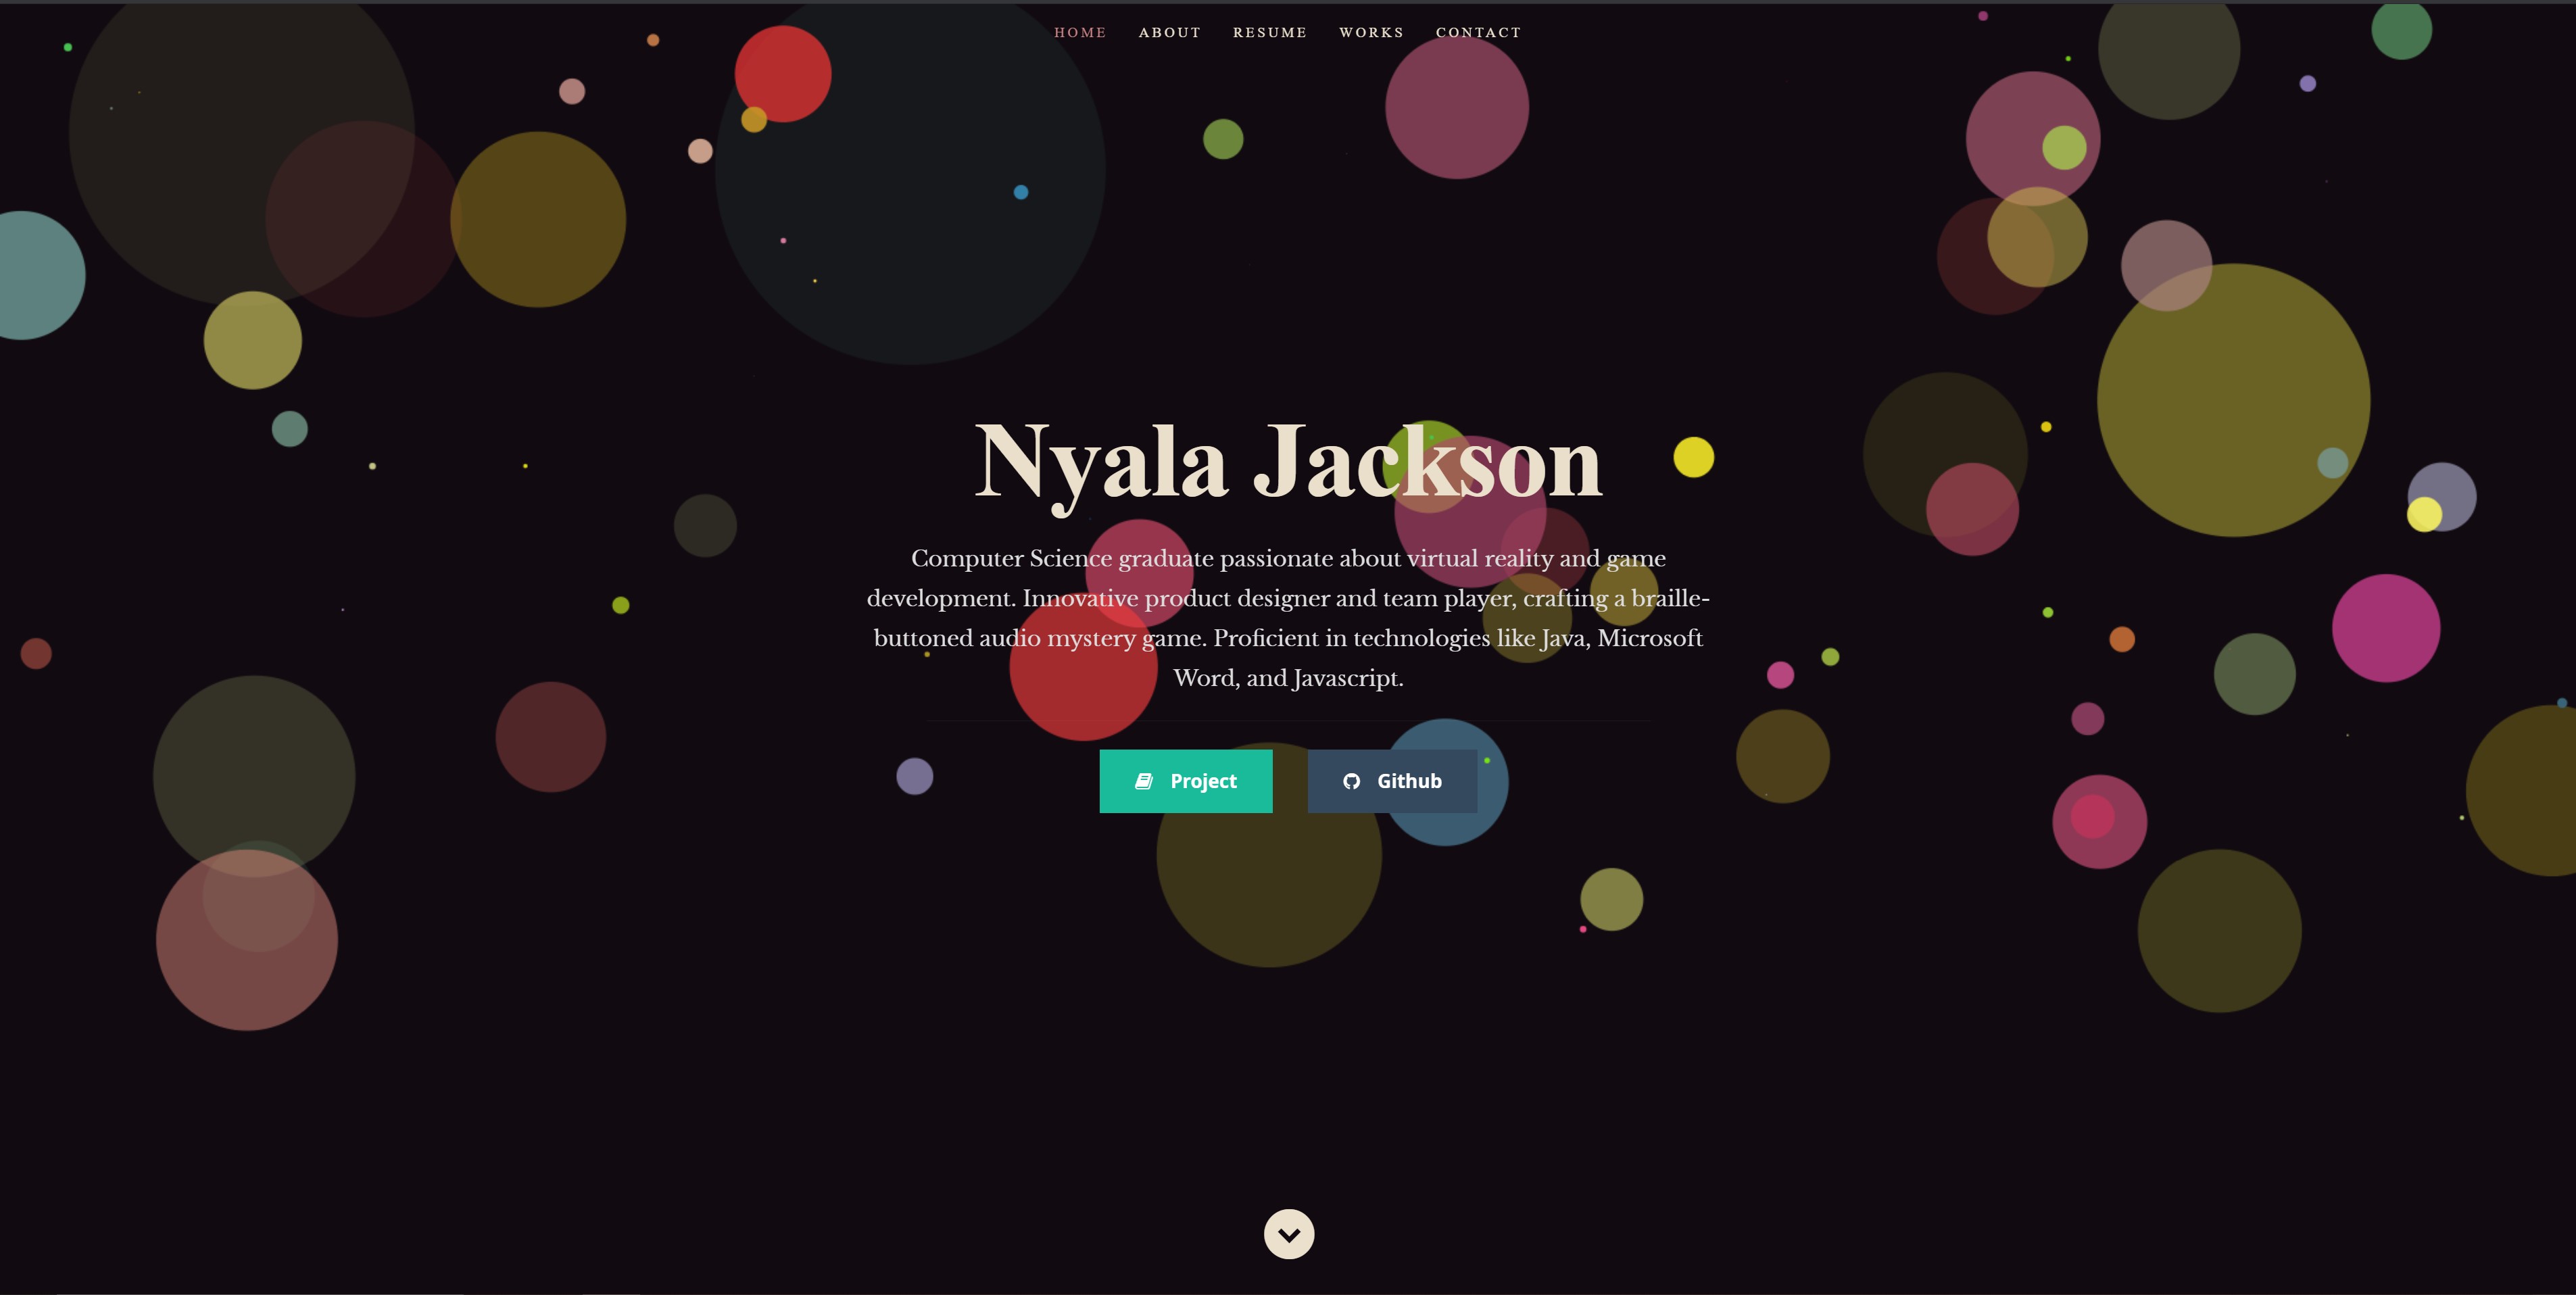 HOME ABOUT RESUME WORKS CONTACT
Nyala Jackson
Computer Science graduate passionate about virtual reality and game
development. Innovative product designer and team player, crafting a braille-
buttoned audio mystery game. Proficient in technologies like Java, Microsoft
Word, and Javascript.
Project Github